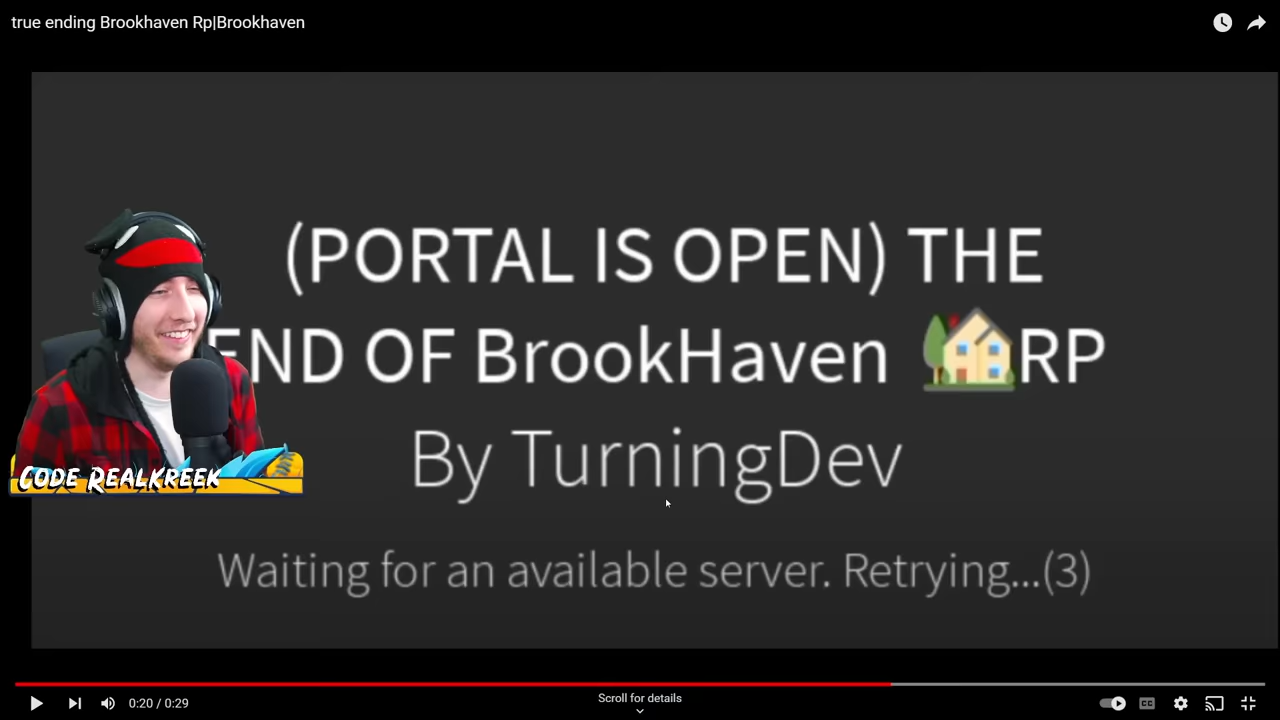 true ending Brookhaven Rp|Brookhaven
(PORTAL IS OPEN) THE
END OF BrookHaven 🏡RP
By TurningDev
CODE REALKREEK
Waiting for an available server. Retrying...(3)
0:20 / 0:29
Scroll for details
CC